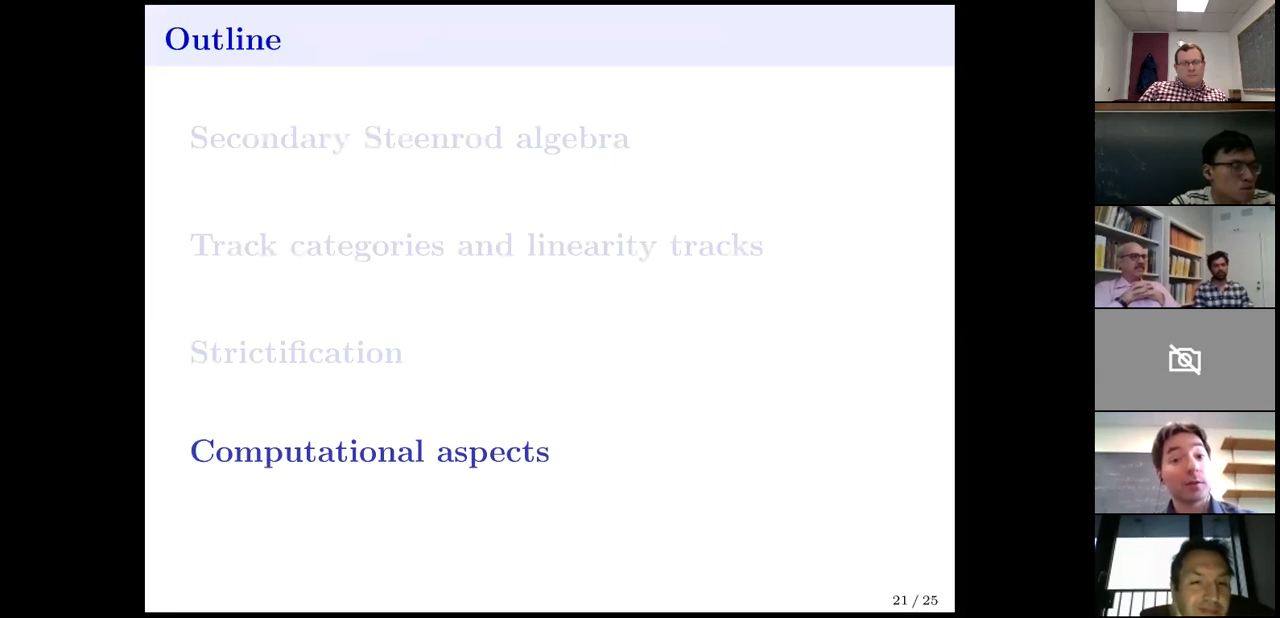 Outline
Secondary Steenrod algebra
Track categories and linearity tracks
Strictification
Computational aspects
21 / 25